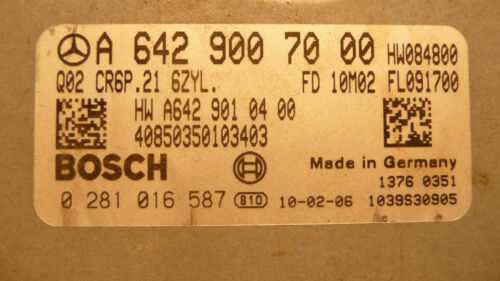 A 642 900 70 00 HW084800
Q02 CR6P.21 6ZYL. FD 10M02 FL091700
HW A642 901 04 00
40850350103403
BOSCH Made in Germany
1376 0351
0 281 016 587 B10 10-02-06 1039S30905